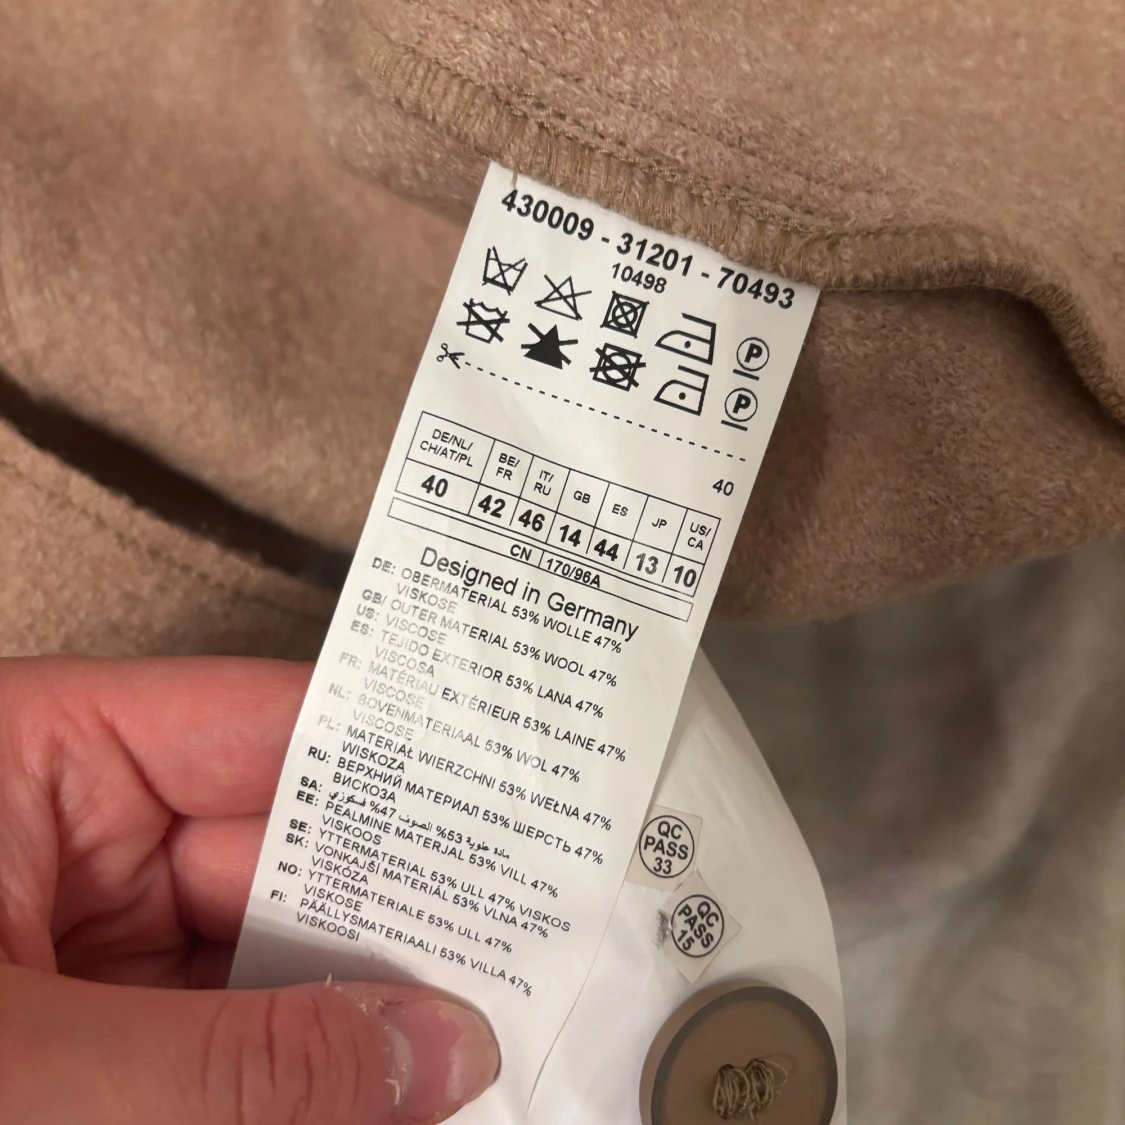 430009 - 31201 - 70493
10498
P
P
40
DE/NL/ CH/AT/PL BE/ FR IT/ RU GB ES JP US/ CA
40 42 46 14 44 13 10
CN 170/96A
Designed in Germany
DE: OBERMATERIAL 53% WOLLE 47%
VISKOSE
GB/ OUTER MATERIAL 53% WOOL 47%
US: VISCOSE
ES: TEJIDO EXTERIOR 53% LANA 47%
VISCOSA
FR: MATÉRIAU EXTÉRIEUR 53% LAINE 47%
VISCOSE
NL: BOVENMATERIAAL 53% WOL 47%
VISCOSE
PL: MATERIAŁ WIERZCHNI 53% WEŁNA 47%
WISKOZA
RU: ВЕРХНИЙ МАТЕРИАЛ 53% ШЕРСТЬ 47%
ВИСКОЗА
SA: مادة علوية 53% الصوف 47% فسكوزي
EE: PEALMINE MATERJAL 53% VILL 47%
VISKOOS
SE: YTTERMATERIAL 53% ULL 47% VISKOS
SK: VONKAJŠÍ MATERIÁL 53% VLNA 47%
VISKÓZA
NO: YTTERMATERIALE 53% ULL 47%
VISKOSE
FI: PÄÄLLYSMATERIAALI 53% VILLA 47%
VISKOOSI
QC
PASS
33
QC
PASS
15